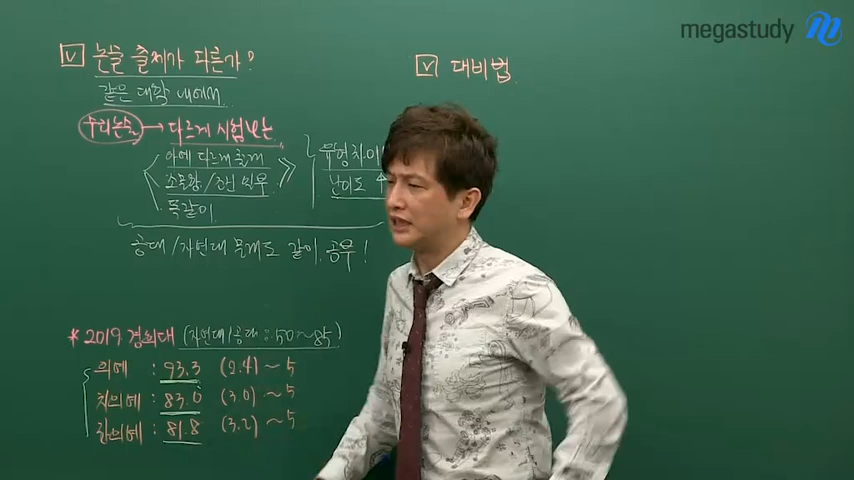 megastudy
V 논술 출제가 다른가?
같은 대학 내에서
수리논술 → 다르게 시험보는
아예 다르게 출제
소문항/조건 일부
똑같이
유형차이
난이도
공대/자연대 문제도 같이 공부!
V 대비법
* 2019 경희대 (자연대/공대 : 50~85)
의예 : 93.3 (2.4) ~ 5
치의예 : 83.0 (3.0) ~ 5
한의예 : 81.8 (3.2) ~ 5